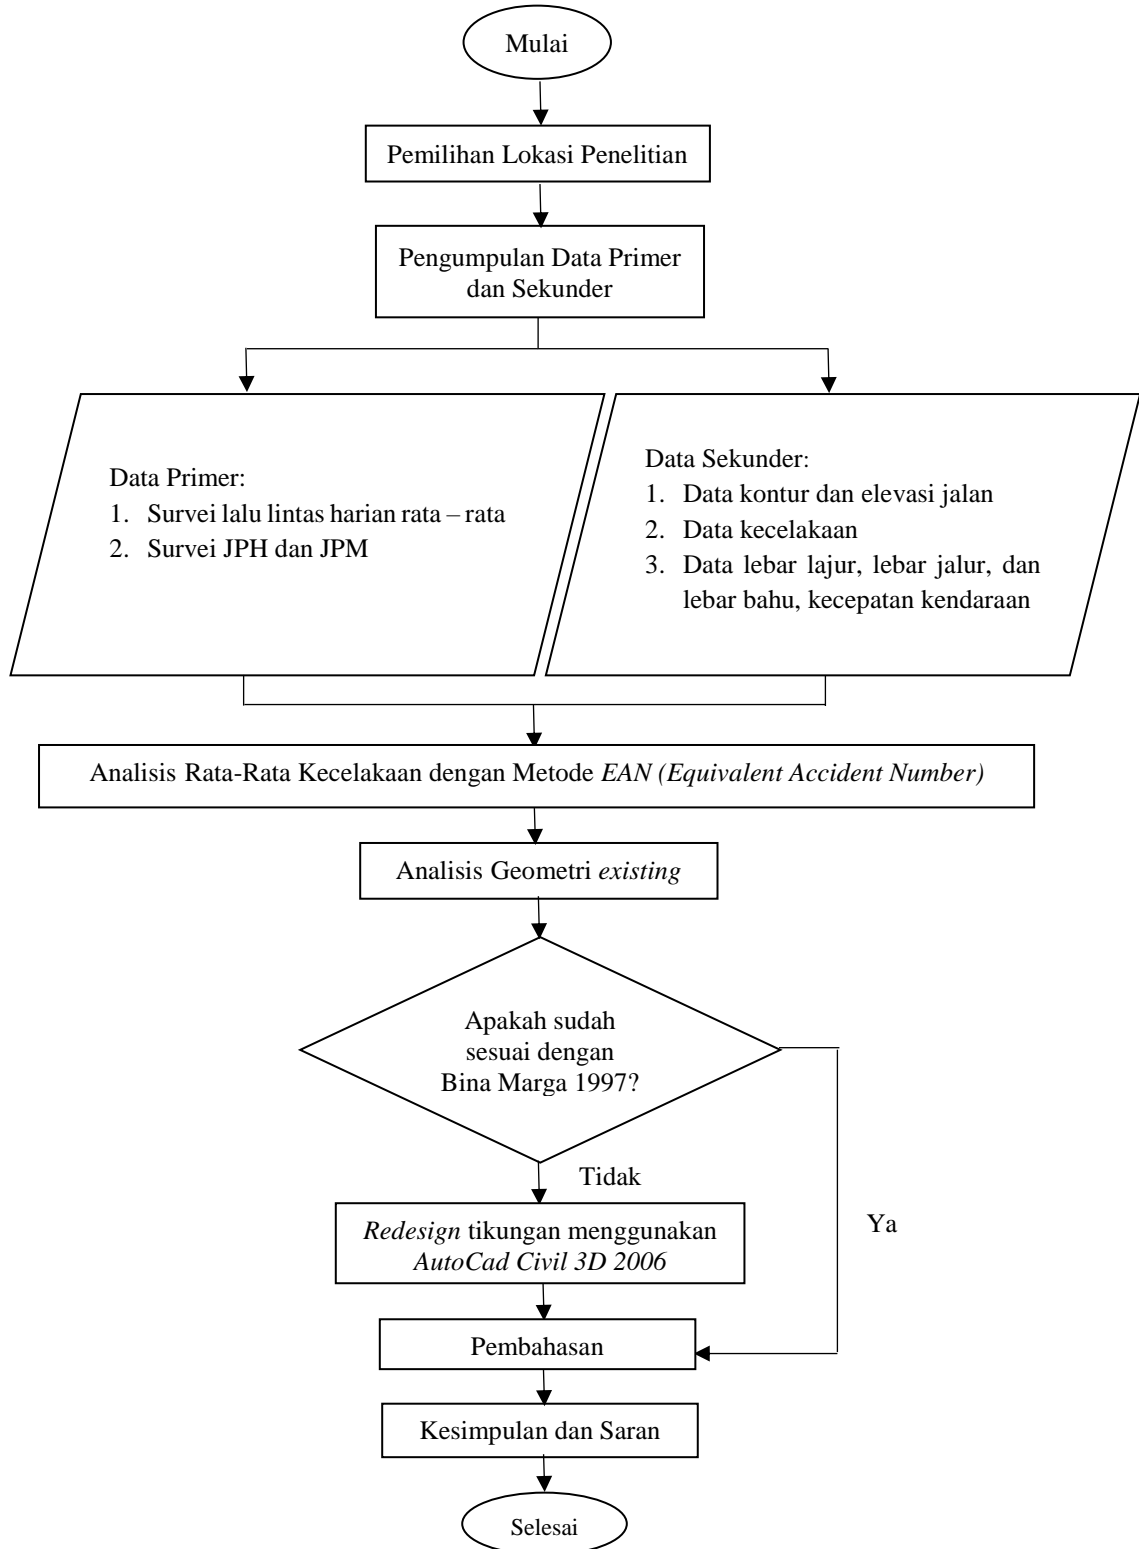 Mulai
Pemilihan Lokasi Penelitian
Pengumpulan Data Primer
dan Sekunder
Data Primer:
1. Survei lalu lintas harian rata – rata
2. Survei JPH dan JPM
Data Sekunder:
1. Data kontur dan elevasi jalan
2. Data kecelakaan
3. Data lebar lajur, lebar jalur, dan
lebar bahu, kecepatan kendaraan
Analisis Rata-Rata Kecelakaan dengan Metode EAN (Equivalent Accident Number)
Analisis Geometri existing
Apakah sudah
sesuai dengan
Bina Marga 1997?
Tidak
Redesign tikungan menggunakan
AutoCad Civil 3D 2006
Ya
Pembahasan
Kesimpulan dan Saran
Selesai